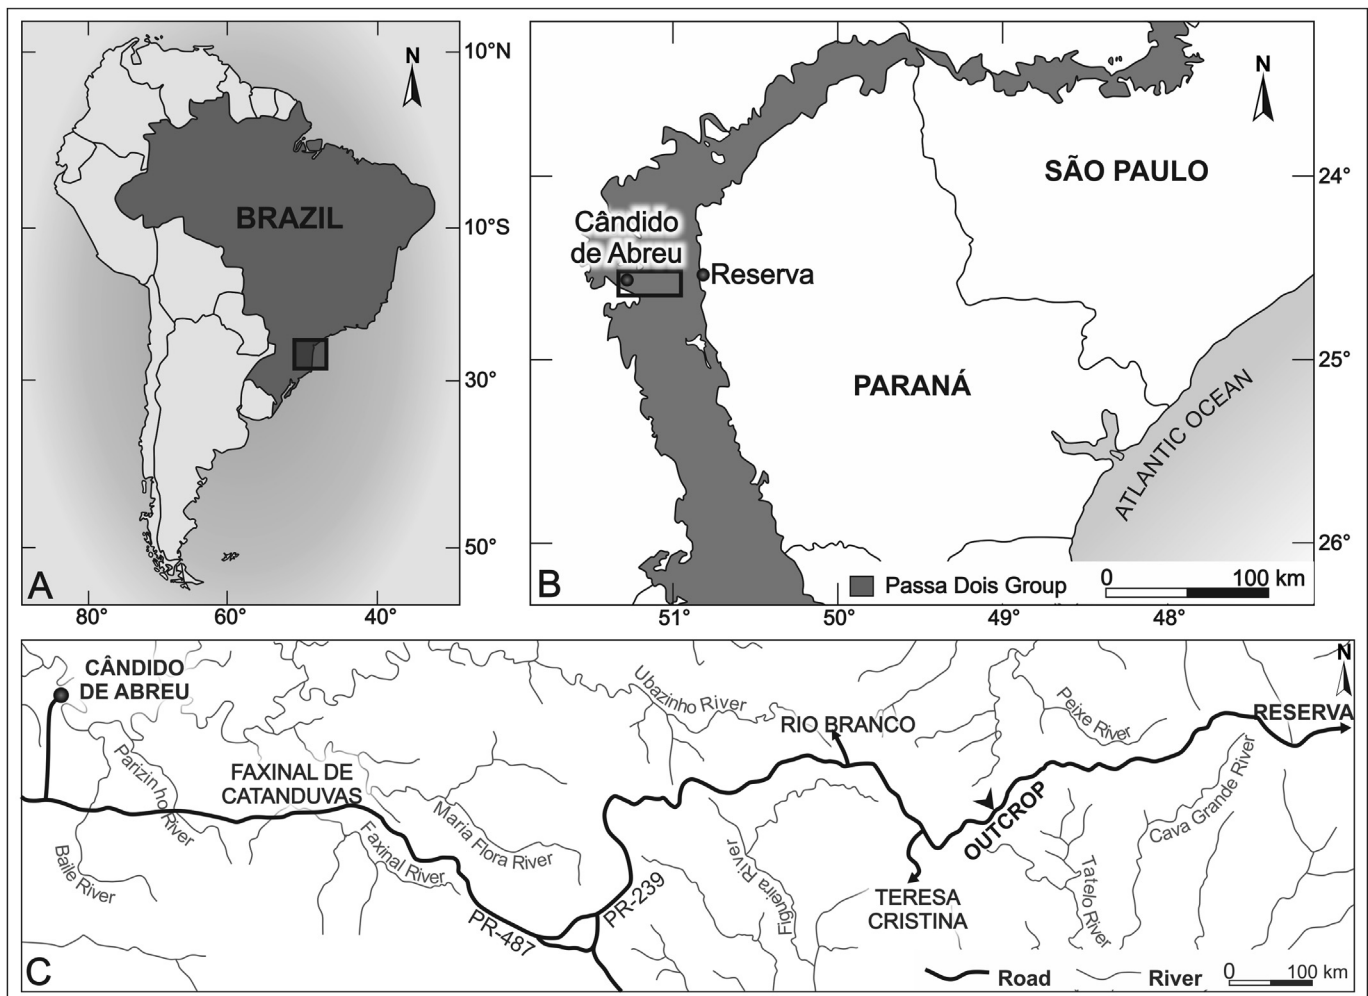 N
10°N
BRAZIL
10°S
30°
50°
A
80°
60°
40°
N
SÃO PAULO
24°
Cândido
de Abreu
Reserva
25°
PARANÁ
ATLANTIC OCEAN
26°
B
Passa Dois Group
0
100 km
51°
50°
49°
48°
N
CÂNDIDO
DE ABREU
Ubazinho River
Peixe River
RESERVA
RIO BRANCO
Parizinho River
FAXINAL DE
CATANDUVAS
Maria Flora River
Faxinal River
Baile River
OUTCROP
Cava Grande River
Figueira River
Tatelo River
TERESA
CRISTINA
PR-239
PR-487
C
Road
River
0
100 km